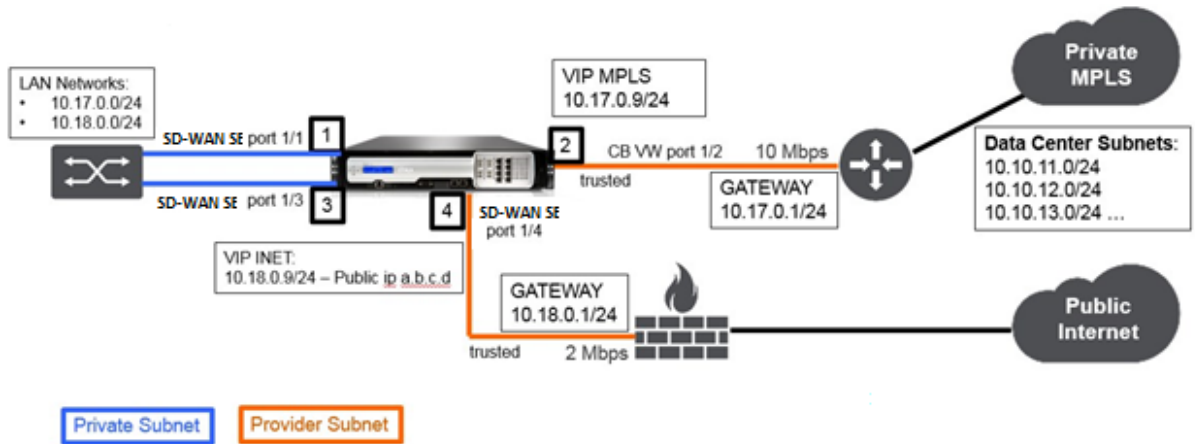 Private
MPLS
LAN Networks:
• 10.17.0.0/24
• 10.18.0.0/24
VIP MPLS
10.17.0.9/24
SD-WAN SE port 1/1
1
2
CB VW port 1/2
10 Mbps
trusted
Data Center Subnets:
10.10.11.0/24
10.10.12.0/24
10.10.13.0/24 ...
GATEWAY
10.17.0.1/24
SD-WAN SE port 1/3
3
4
SD-WAN SE
port 1/4
VIP INET:
10.18.0.9/24 – Public ip a.b.c.d
GATEWAY
10.18.0.1/24
Public
Internet
trusted
2 Mbps
Private Subnet
Provider Subnet